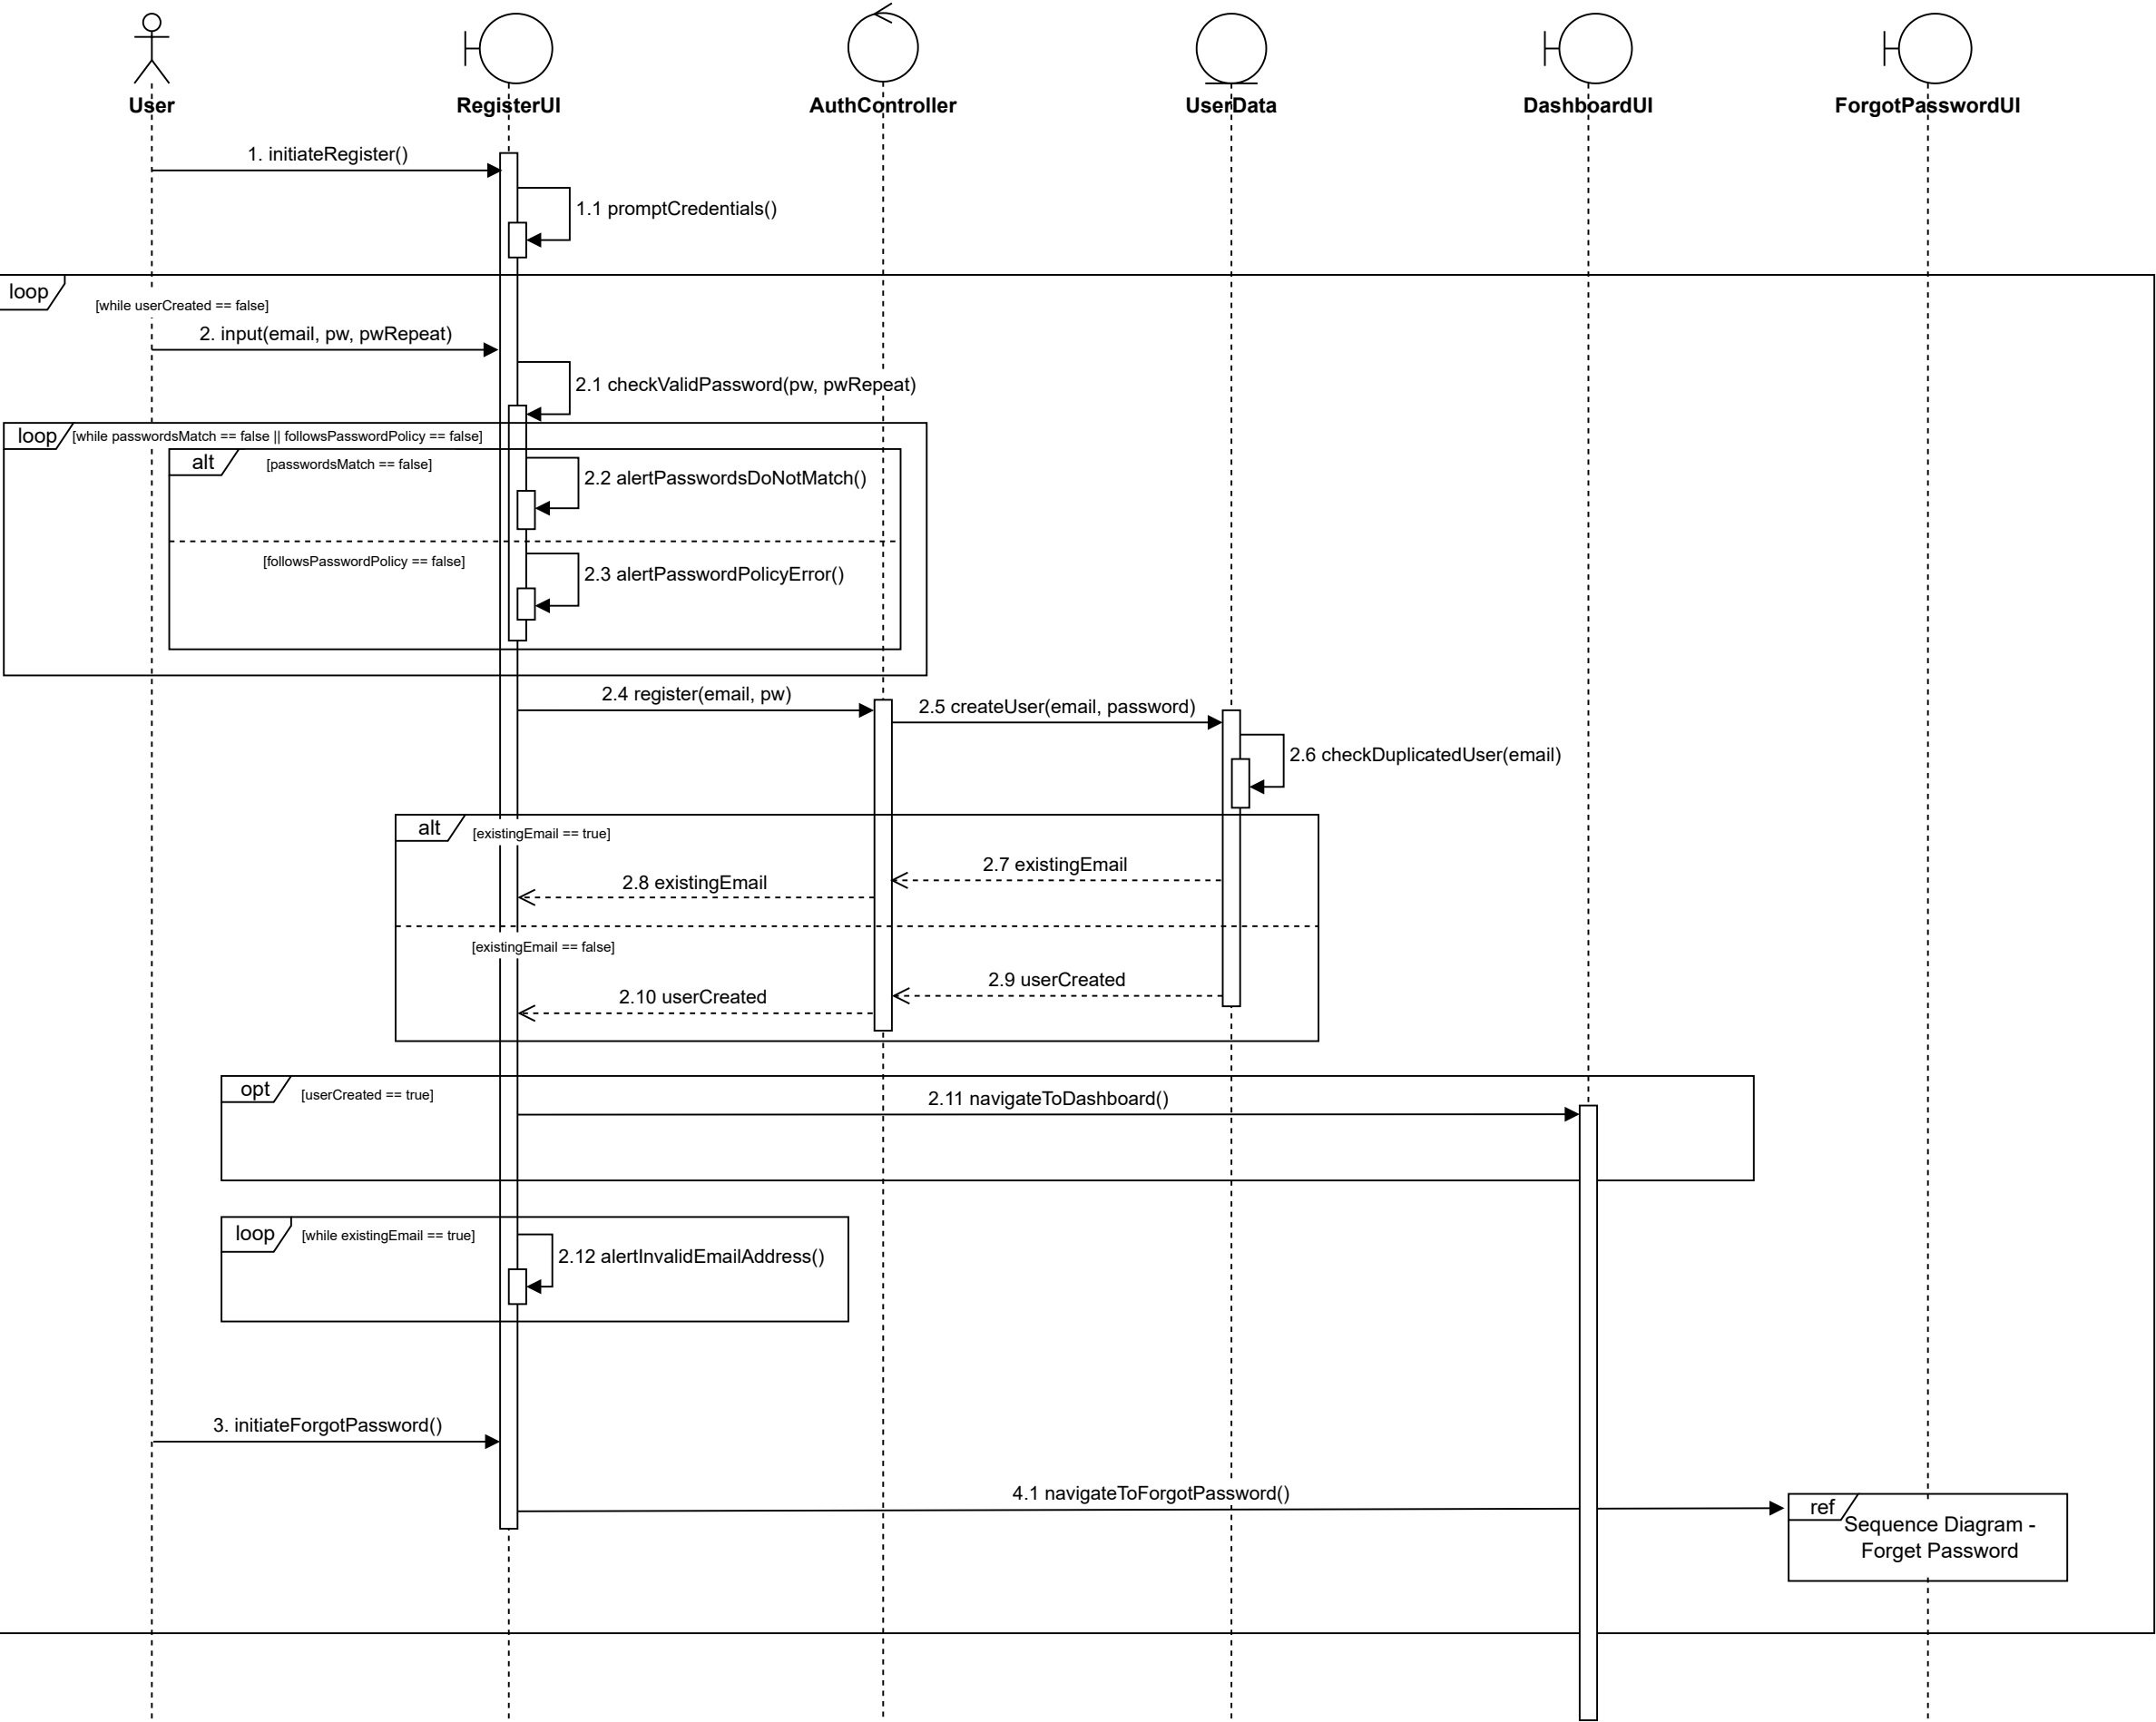 User
RegisterUI
AuthController
UserData
DashboardUI
ForgotPasswordUI
1. initiateRegister()
1.1 promptCredentials()
loop
[while userCreated == false]
2. input(email, pw, pwRepeat)
2.1 checkValidPassword(pw, pwRepeat)
loop
[while passwordsMatch == false || followsPasswordPolicy == false]
alt
[passwordsMatch == false]
2.2 alertPasswordsDoNotMatch()
[followsPasswordPolicy == false]
2.3 alertPasswordPolicyError()
2.4 register(email, pw)
2.5 createUser(email, password)
2.6 checkDuplicatedUser(email)
alt
[existingEmail == true]
2.7 existingEmail
2.8 existingEmail
[existingEmail == false]
2.9 userCreated
2.10 userCreated
opt
[userCreated == true]
2.11 navigateToDashboard()
loop
[while existingEmail == true]
2.12 alertInvalidEmailAddress()
3. initiateForgotPassword()
4.1 navigateToForgotPassword()
ref
Sequence Diagram -
Forget Password